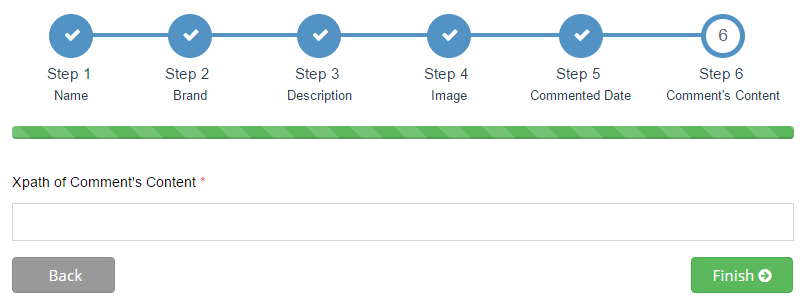 6
Step 1 Step 2 Step 3 Step 4 Step 5 Step 6
Name Brand Description Image Commented Date Comment's Content
Xpath of Comment's Content *
Back Finish